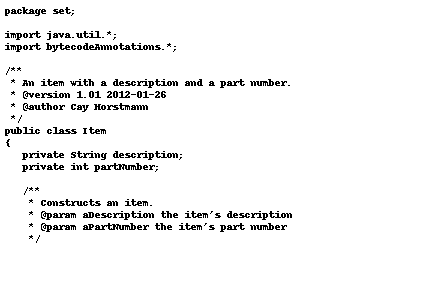 package set;

import java.util.*;
import bytecodeAnnotations.*;

/**
 * An item with a description and a part number.
 * @version 1.01 2012-01-26
 * @author Cay Horstmann
 */
public class Item
{
   private String description;
   private int partNumber;

   /**
    * Constructs an item.
    * @param aDescription the item's description
    * @param aPartNumber the item's part number
    */